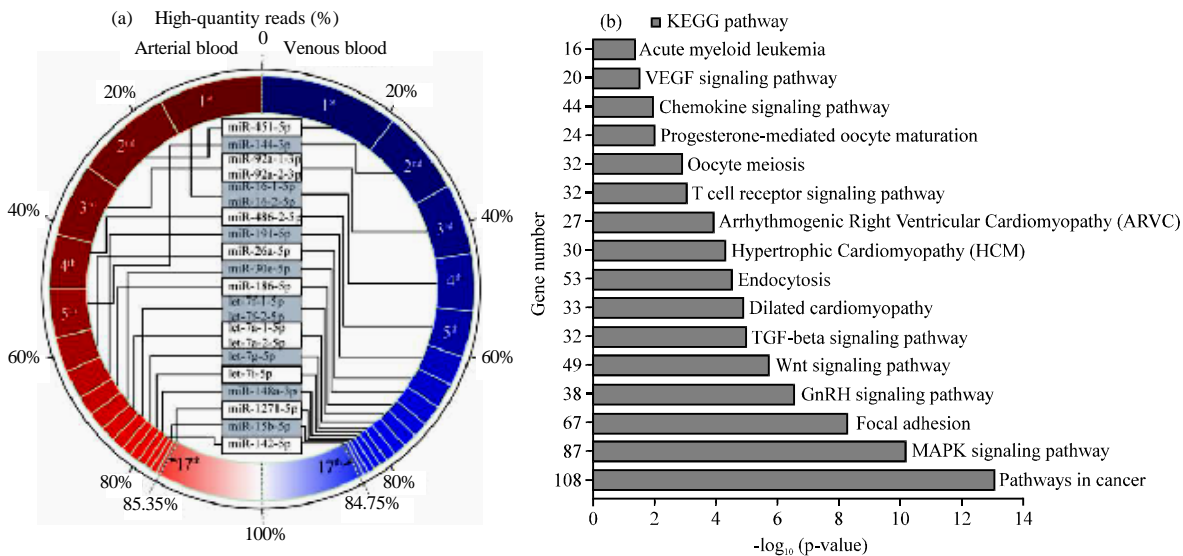 (a) High-quantity reads (%)
Arterial blood
0
Venous blood
20%
20%
40%
40%
60%
60%
80%
80%
85.35%
84.75%
100%
1st
2nd
3rd
4th
5th
17th
1st
2nd
3rd
4th
5th
17th
miR-451-5p
miR-144-3p
miR-92a-1-3p
miR-92a-2-3p
miR-16-1-5p
miR-16-2-5p
miR-486-2-5p
miR-191-5p
miR-26a-5p
miR-30e-5p
miR-186-5p
let-7f-1-5p
let-7f-2-5p
let-7a-1-5p
let-7a-2-5p
let-7g-5p
let-7i-5p
miR-148a-3p
miR-15b-5p
miR-142-5p
(b) KEGG pathway
Gene number
16 Acute myeloid leukemia
20 VEGF signaling pathway
44 Chemokine signaling pathway
24 Progesterone-mediated oocyte maturation
32 Oocyte meiosis
32 T cell receptor signaling pathway
27 Arrhythmogenic Right Ventricular Cardiomyopathy (ARVC)
30 Hypertrophic Cardiomyopathy (HCM)
53 Endocytosis
33 Dilated cardiomyopathy
32 TGF-beta signaling pathway
49 Wnt signaling pathway
38 GnRH signaling pathway
67 Focal adhesion
87 MAPK signaling pathway
108 Pathways in cancer
0 2 4 6 8 10 12 14
-log10 (p-value)